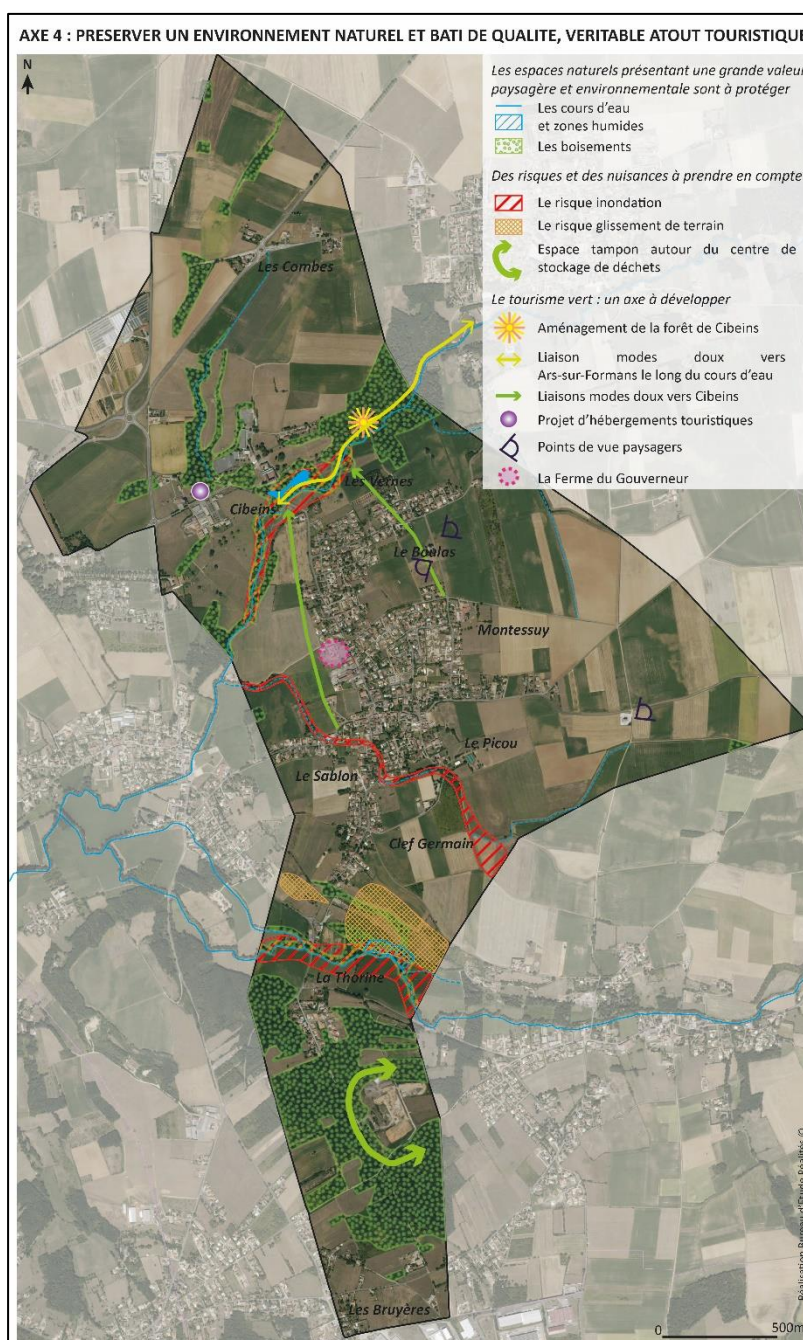 AXE 4 : PRESERVER UN ENVIRONNEMENT NATUREL ET BATI DE QUALITE, VERITABLE ATOUT TOURISTIQUE
N
Les espaces naturels présentant une grande valeur
paysagère et environnementale sont à protéger
Les cours d'eau
et zones humides
Les boisements
Des risques et des nuisances à prendre en compte
Le risque inondation
Le risque glissement de terrain
Espace tampon autour du centre de
stockage de déchets
Le tourisme vert : un axe à développer
Aménagement de la forêt de Cibeins
Liaison modes doux vers
Ars-sur-Formans le long du cours d'eau
Liaisons modes doux vers Cibeins
Projet d'hébergements touristiques
Points de vue paysagers
La Ferme du Gouverneur
Les Combes
Les Vernes
Cibeins
Le Boulas
Montessuy
Le Picou
Le Sablon
Clef Germain
La Thorine
Les Bruyères
Réalisation Bureau d'Etude Réalités ©
0 500m